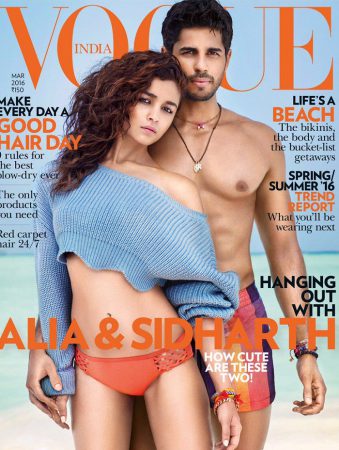 VOGUE
INDIA
MAR
2016
₹150
MAKE
EVERY DAY A
GOOD
HAIR DAY
9 rules for
the best
blow-dry ever
The only
products
you need
Red carpet
hair 24/7
LIFE'S A
BEACH
The bikinis,
the body and
the bucket-list
getaways
SPRING/
SUMMER '16
TREND
REPORT
What you'll be
wearing next
HANGING
OUT
WITH
ALIA & SIDHARTH
HOW CUTE
ARE THESE
TWO!